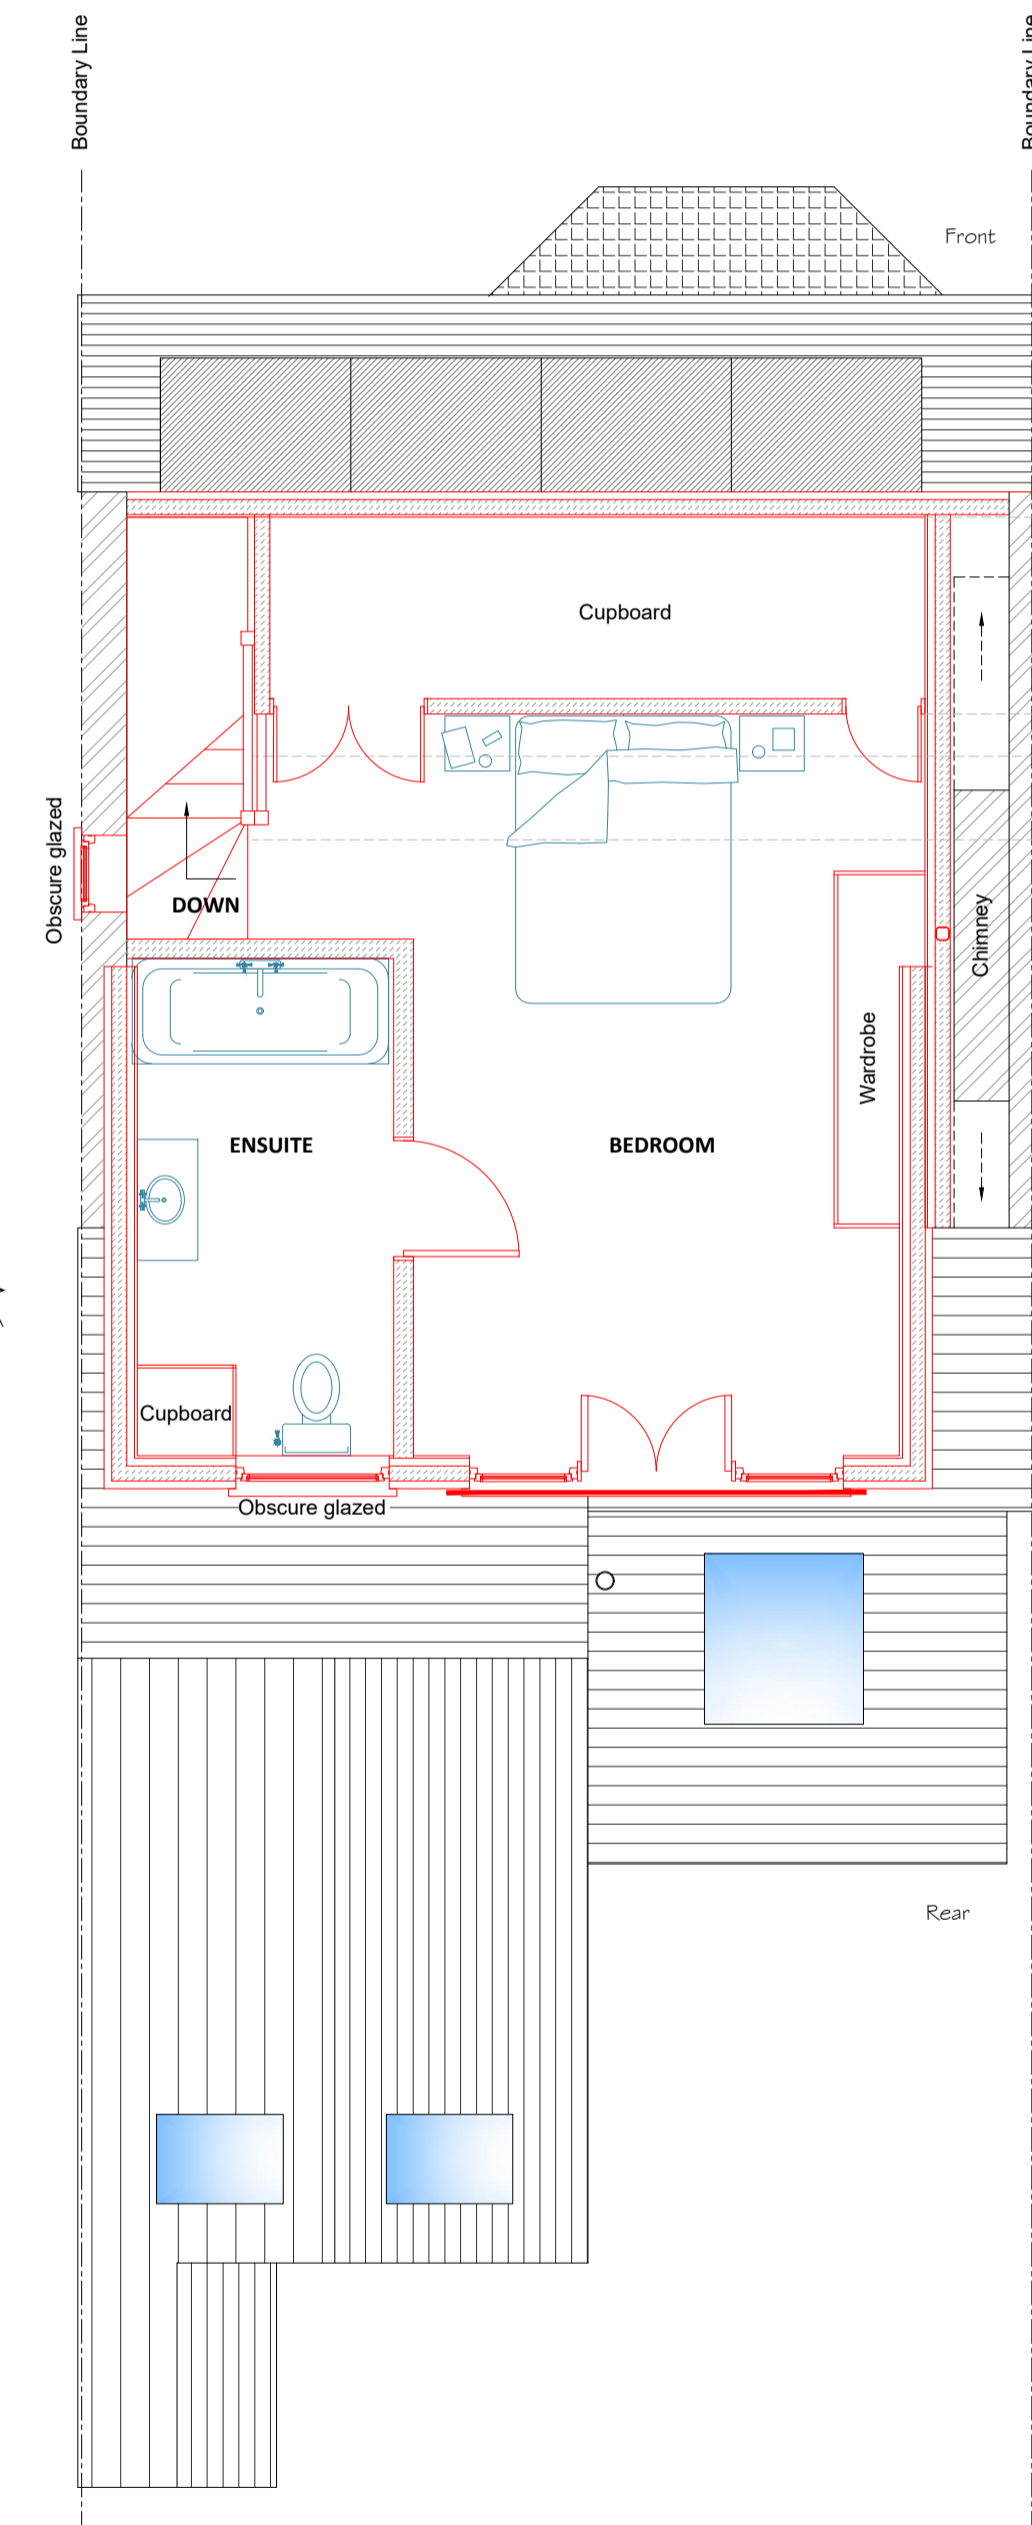 Boundary Line
Boundary Line
Front
Cupboard
Obscure glazed
DOWN
Chimney
Wardrobe
ENSUITE
BEDROOM
Cupboard
Obscure glazed
Rear